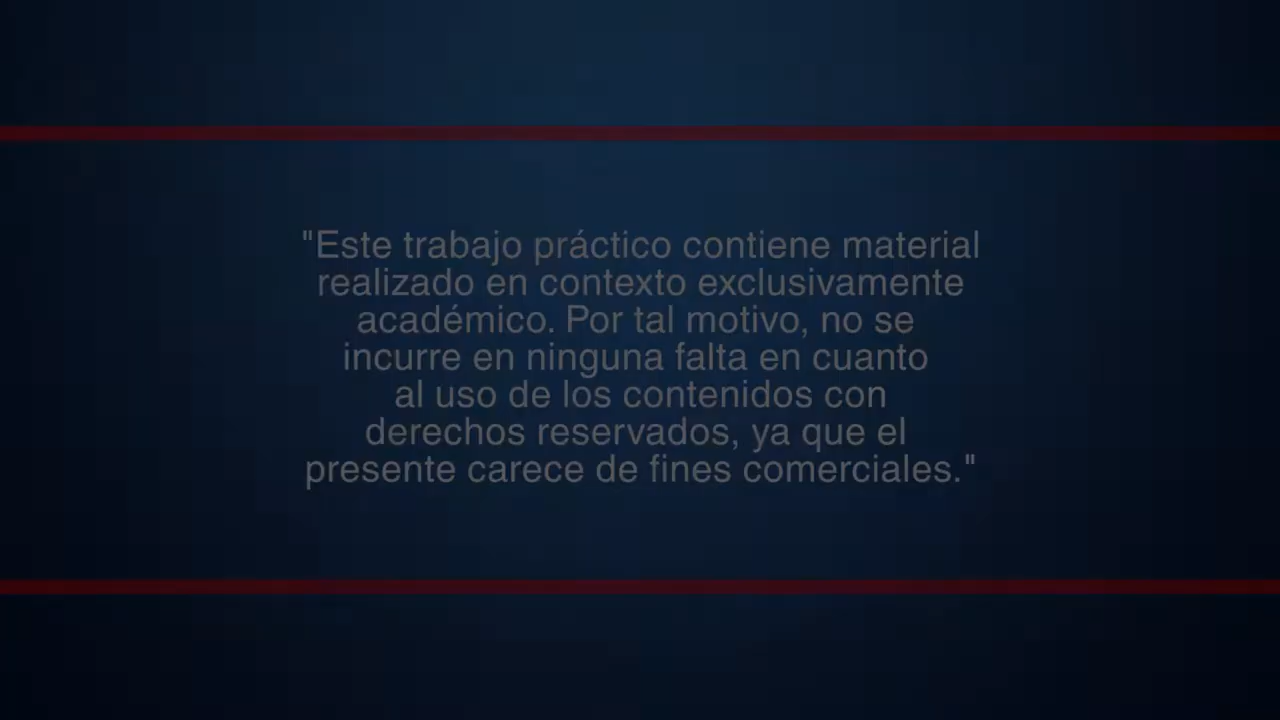 "Este trabajo práctico contiene material
realizado en contexto exclusivamente
académico. Por tal motivo, no se
incurre en ninguna falta en cuanto
al uso de los contenidos con
derechos reservados, ya que el
presente carece de fines comerciales."